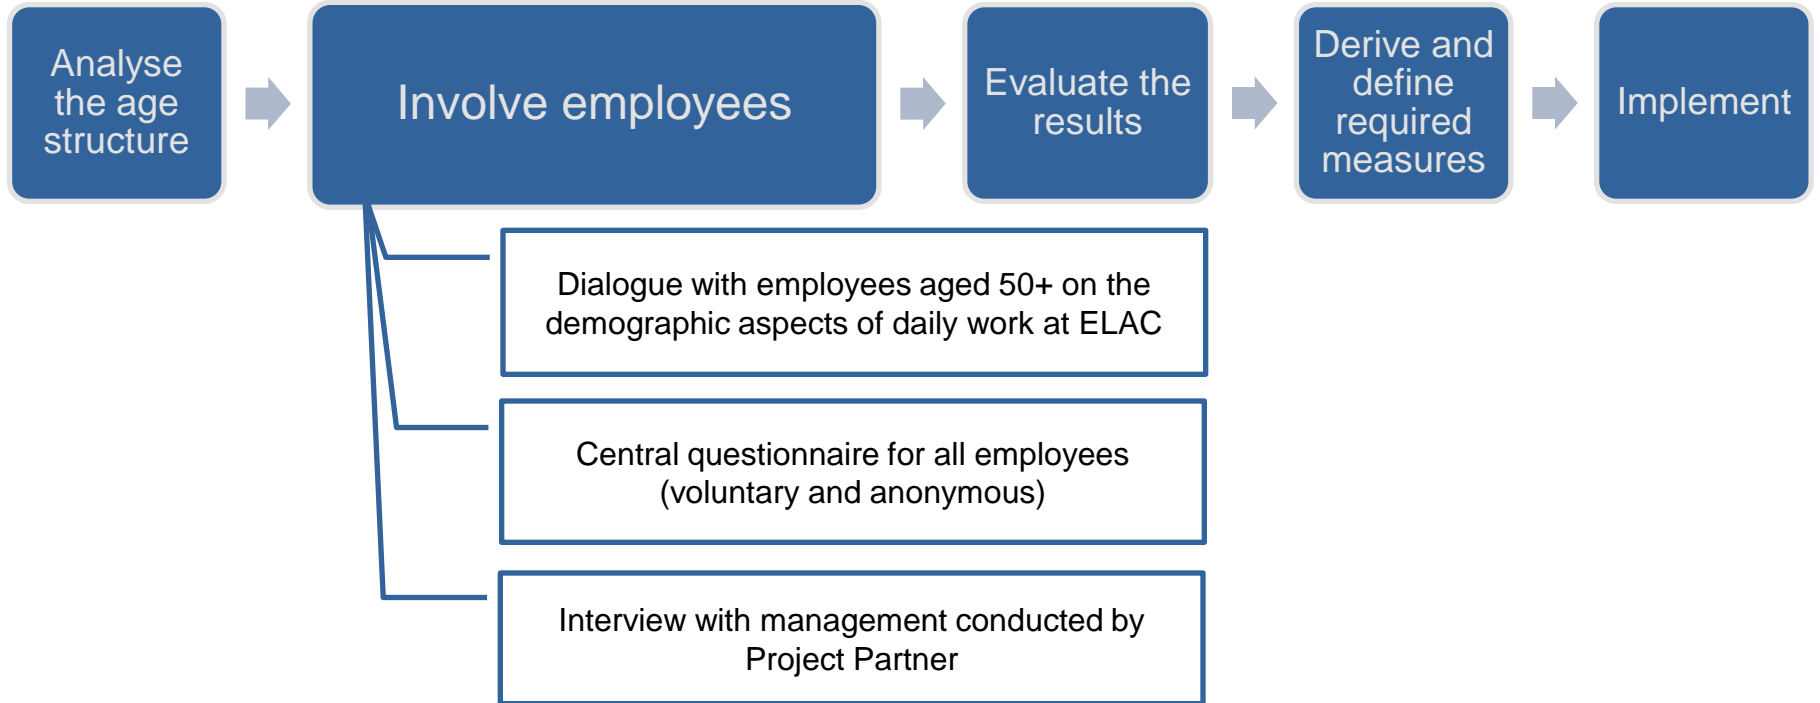 Analyse
the age
structure
Involve employees
Evaluate the
results
Derive and
define
required
measures
Implement
Dialogue with employees aged 50+ on the
demographic aspects of daily work at ELAC
Central questionnaire for all employees
(voluntary and anonymous)
Interview with management conducted by
Project Partner